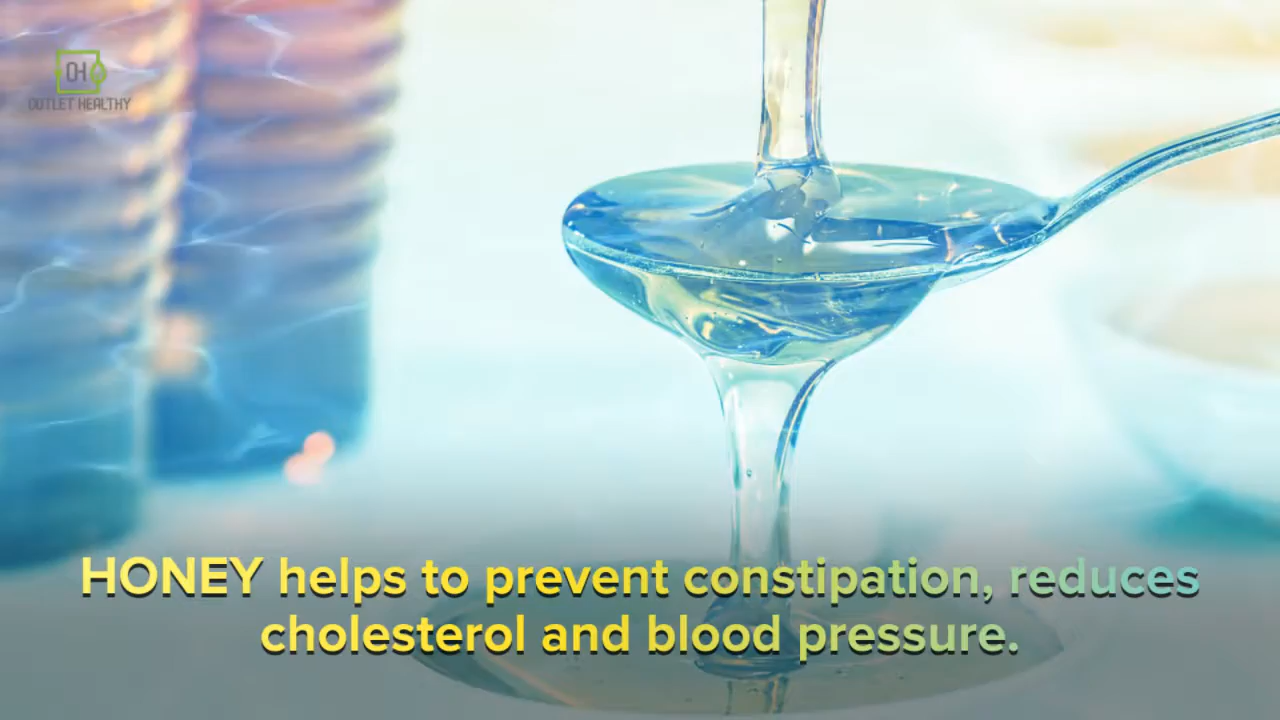 OH
OUTLET HEALTHY
HONEY helps to prevent constipation, reduces
cholesterol and blood pressure.